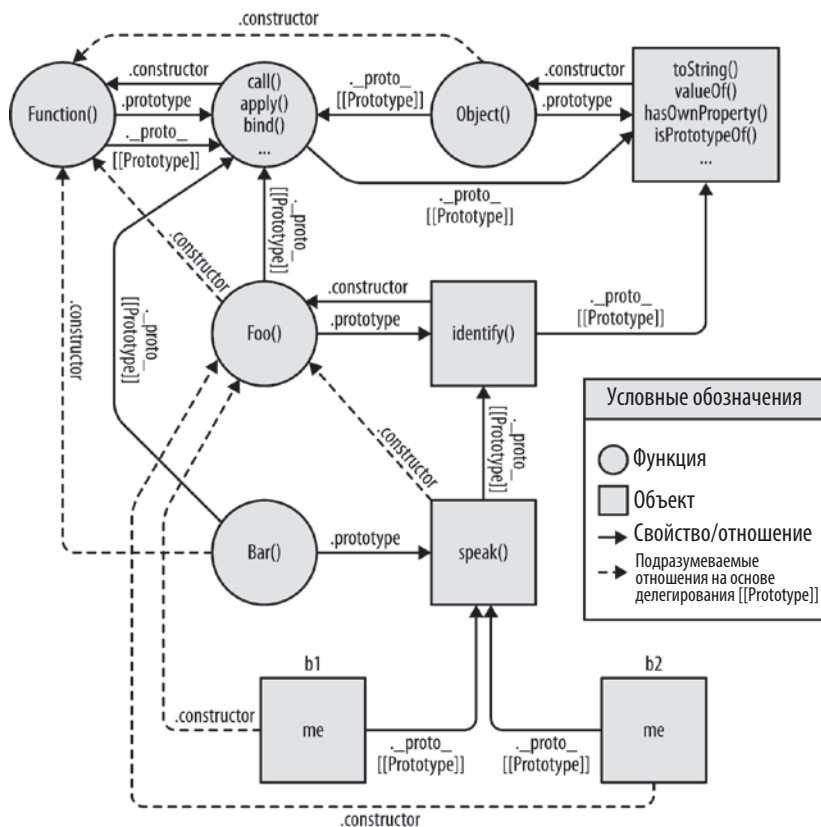 .constructor
.constructor
call()
apply()
bind()
...
Function()
.prototype
._proto_
[[Prototype]]
._proto_
[[Prototype]]
Object()
.constructor
.prototype
toString()
valueOf()
hasOwnProperty()
isPrototypeOf()
...
._proto_
[[Prototype]]
._proto_
[[Prototype]]
.constructor
.constructor
._proto_
[[Prototype]]
Foo()
.constructor
.prototype
identify()
._proto_
[[Prototype]]
._proto_
[[Prototype]]
.constructor
Bar()
.prototype
speak()
Условные обозначения
Функция
Объект
Свойство/отношение
Подразумеваемые
отношения на основе
делегирования [[Prototype]]
b1
me
.constructor
._proto_
[[Prototype]]
b2
me
._proto_
[[Prototype]]
.constructor